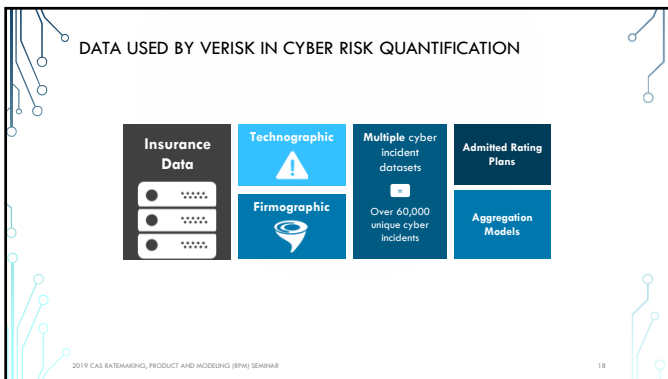 DATA USED BY VERISK IN CYBER RISK QUANTIFICATION
Insurance
Data
Technographic
Firmographic
Multiple cyber
incident
datasets
=
Over 60,000
unique cyber
incidents
Admitted Rating
Plans
Aggregation
Models
2019 CAS RATEMAKING, PRODUCT AND MODELING (RPM) SEMINAR
18